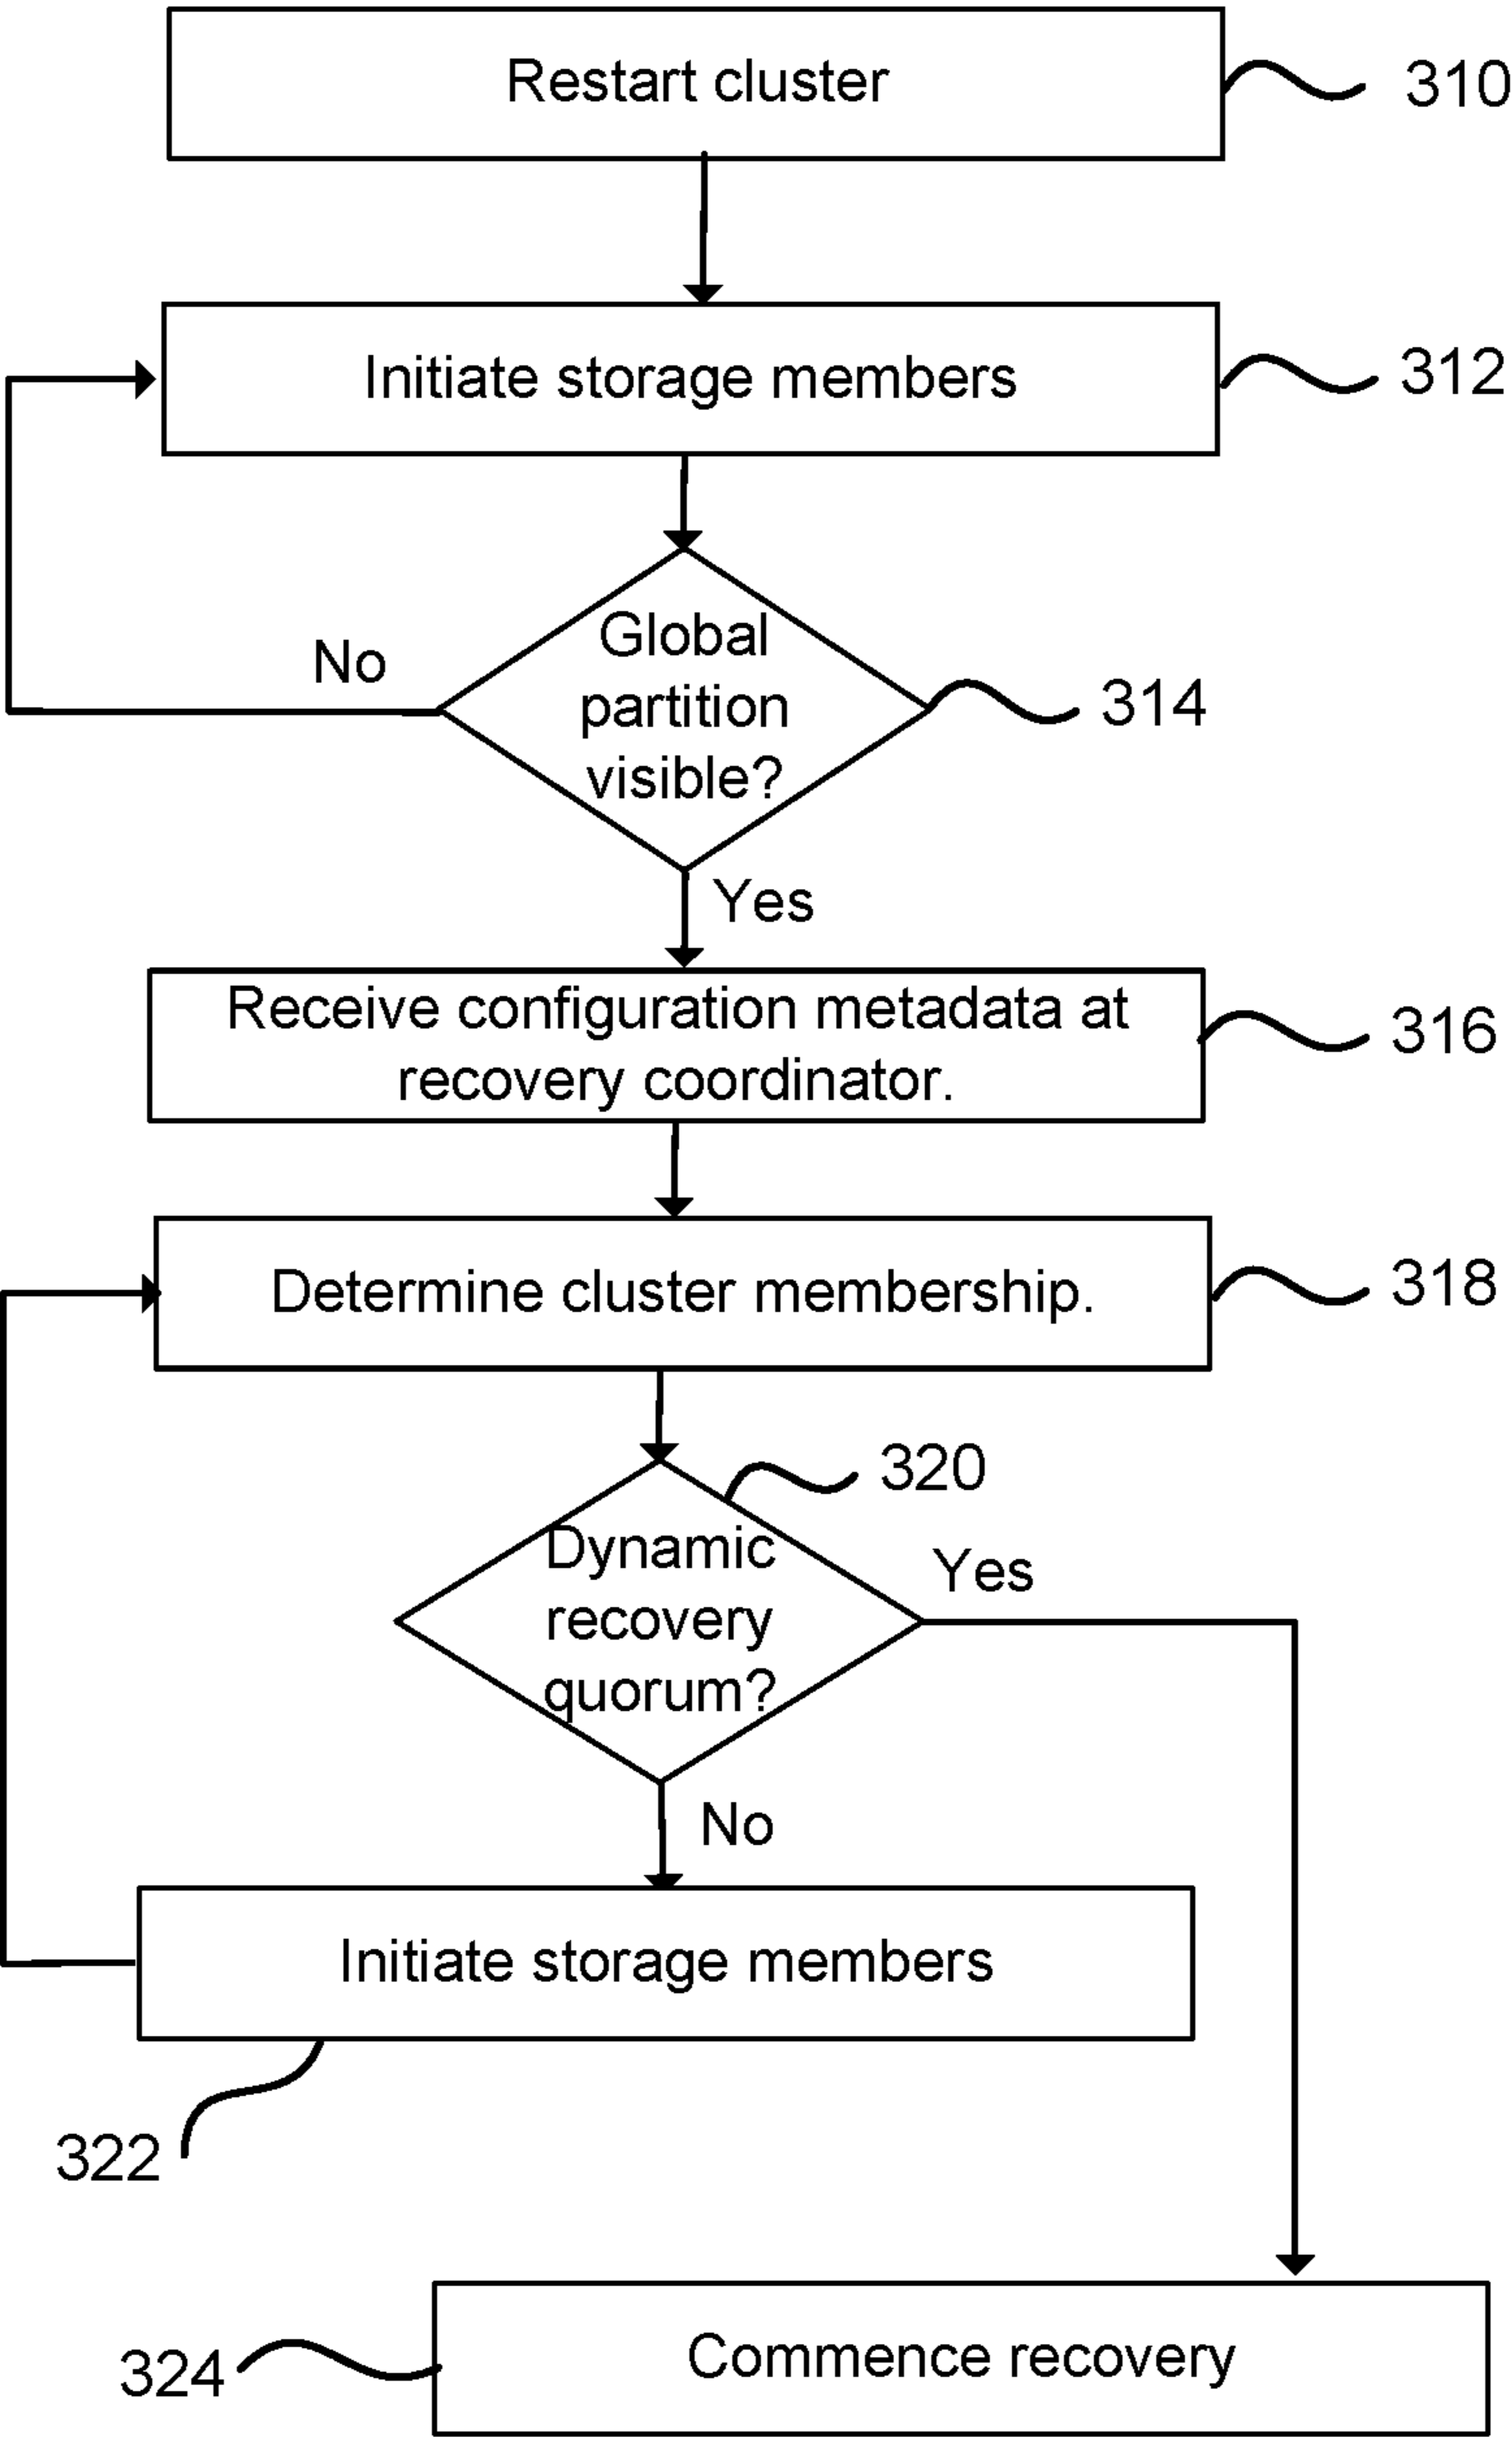 Restart cluster
310
Initiate storage members
312
Global
partition
visible?
No
314
Yes
Receive configuration metadata at
recovery coordinator.
316
Determine cluster membership.
318
320
Dynamic
recovery
quorum?
Yes
No
Initiate storage members
322
Commence recovery
324